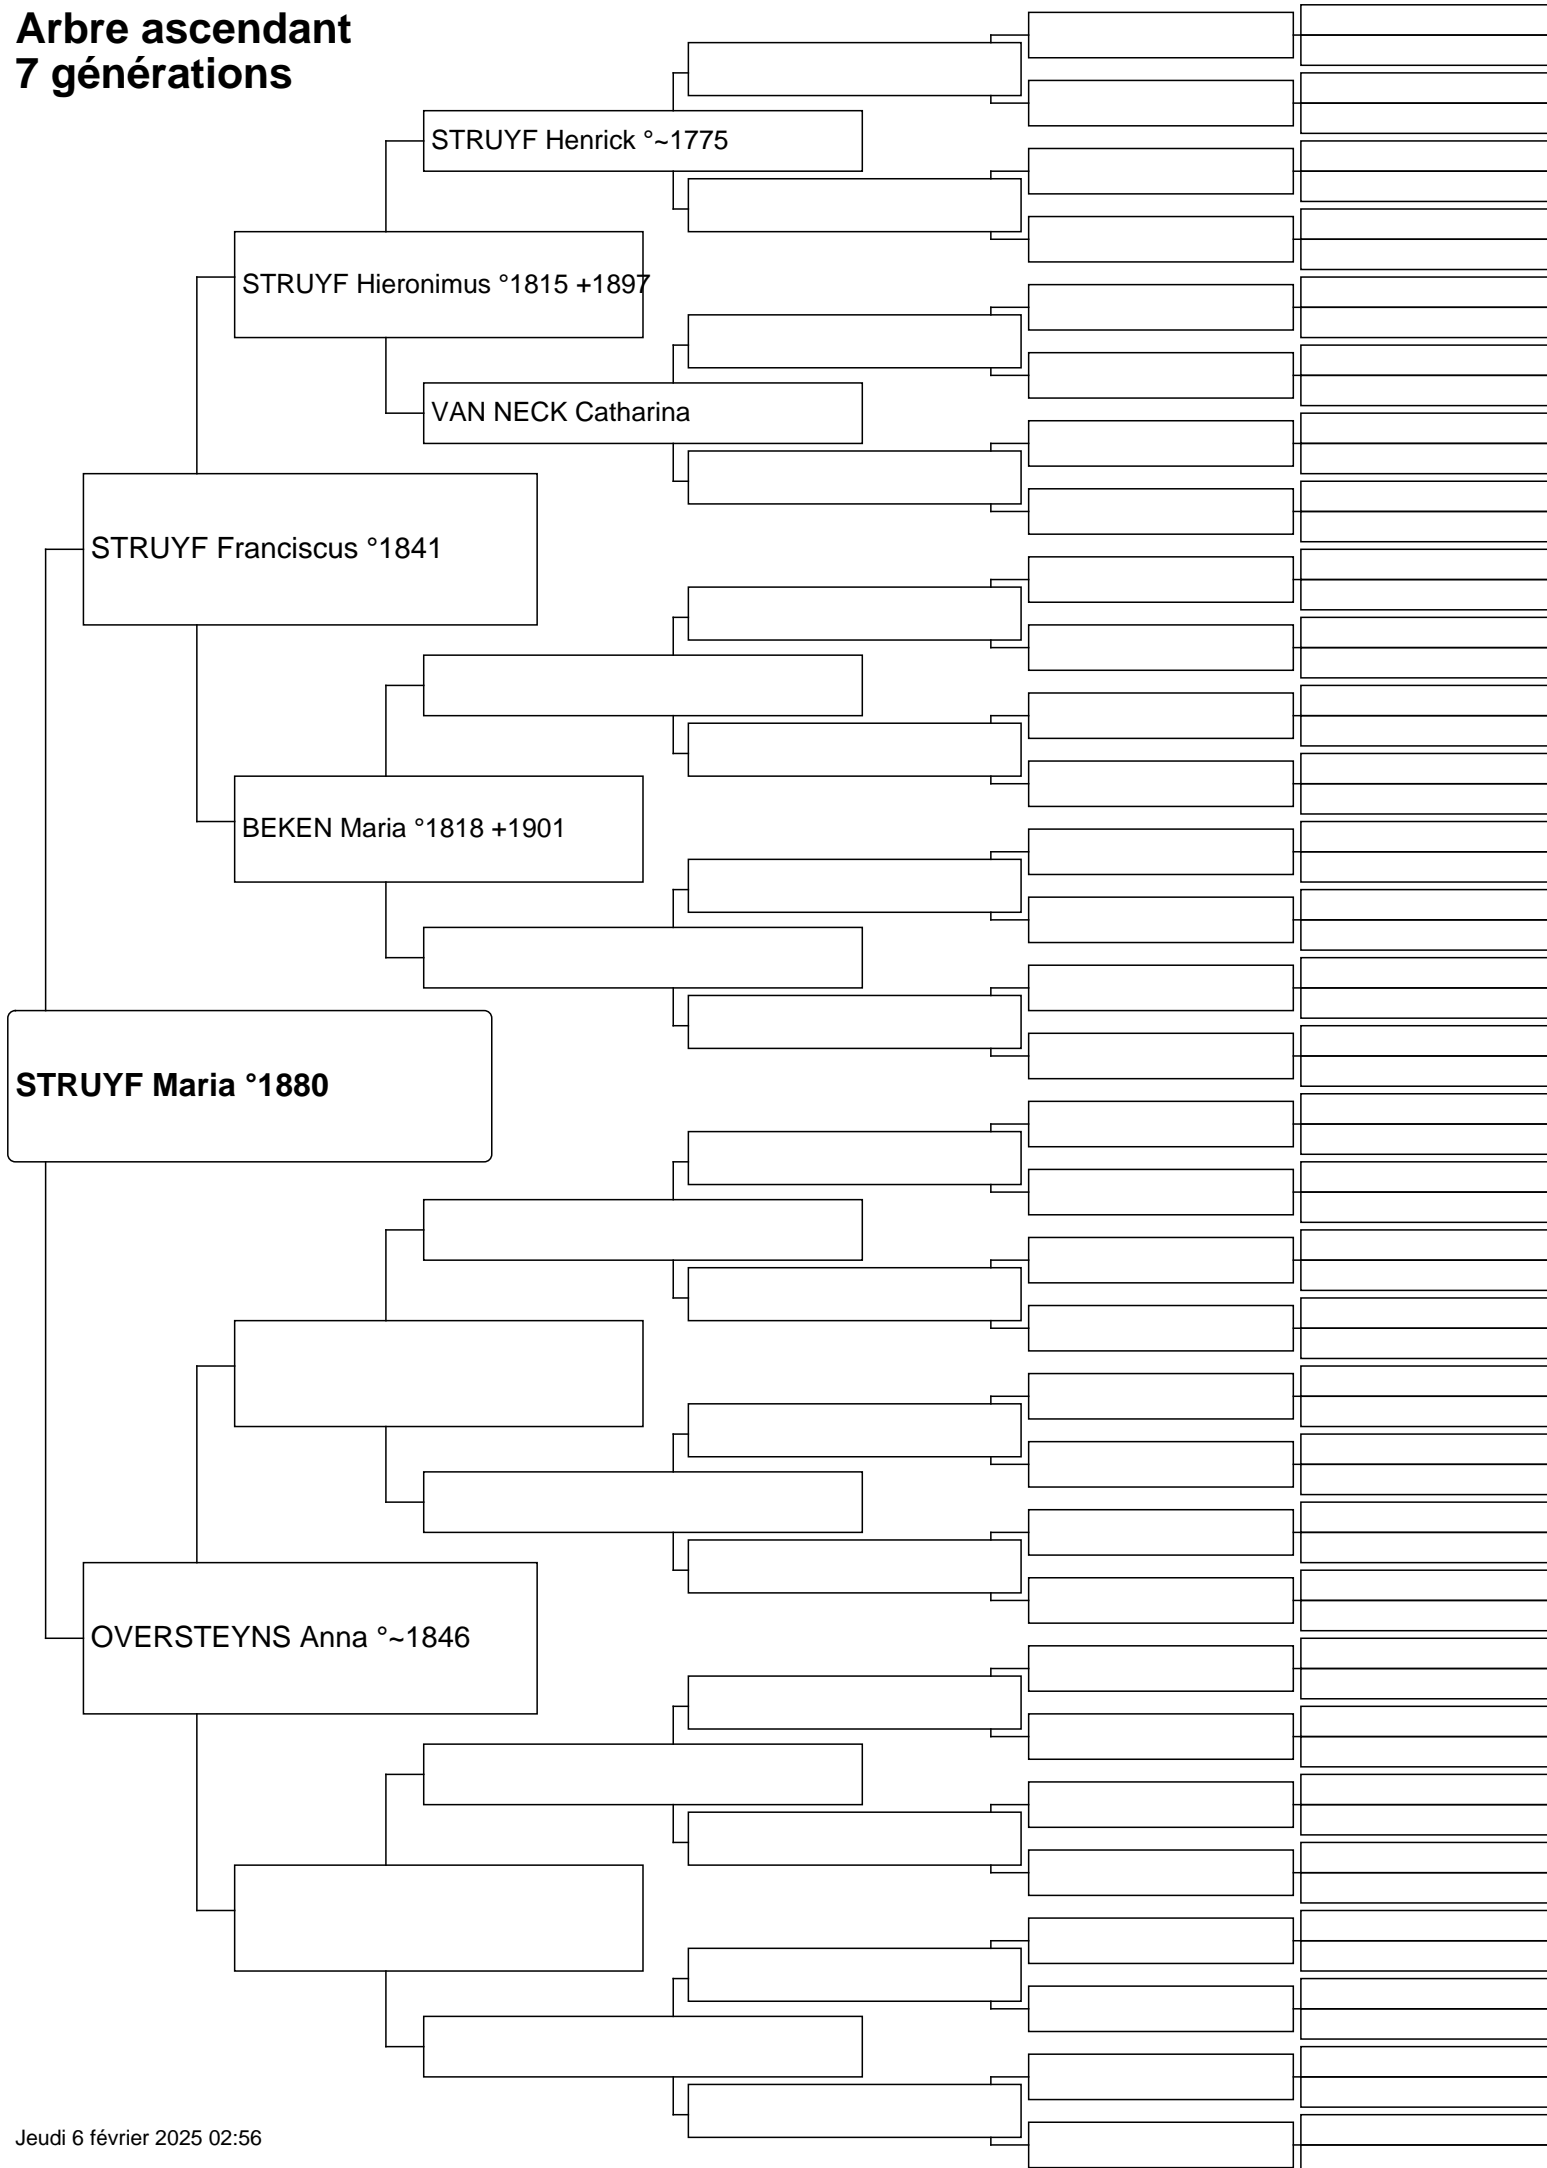 Arbre ascendant
7 générations
STRUYF Henrick °~1775
STRUYF Hieronimus °1815 +1897
VAN NECK Catharina
STRUYF Franciscus °1841
BEKEN Maria °1818 +1901
STRUYF Maria °1880
OVERSTEYNS Anna °~1846
Jeudi 6 février 2025 02:56